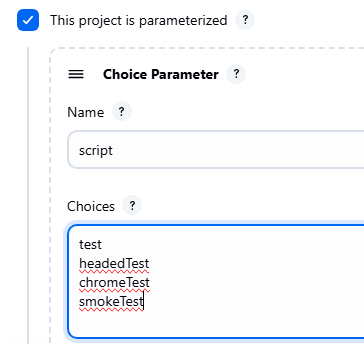 This project is parameterized ?
Choice Parameter ?
Name ?
script
Choices ?
test
headedTest
chromeTest
smokeTest